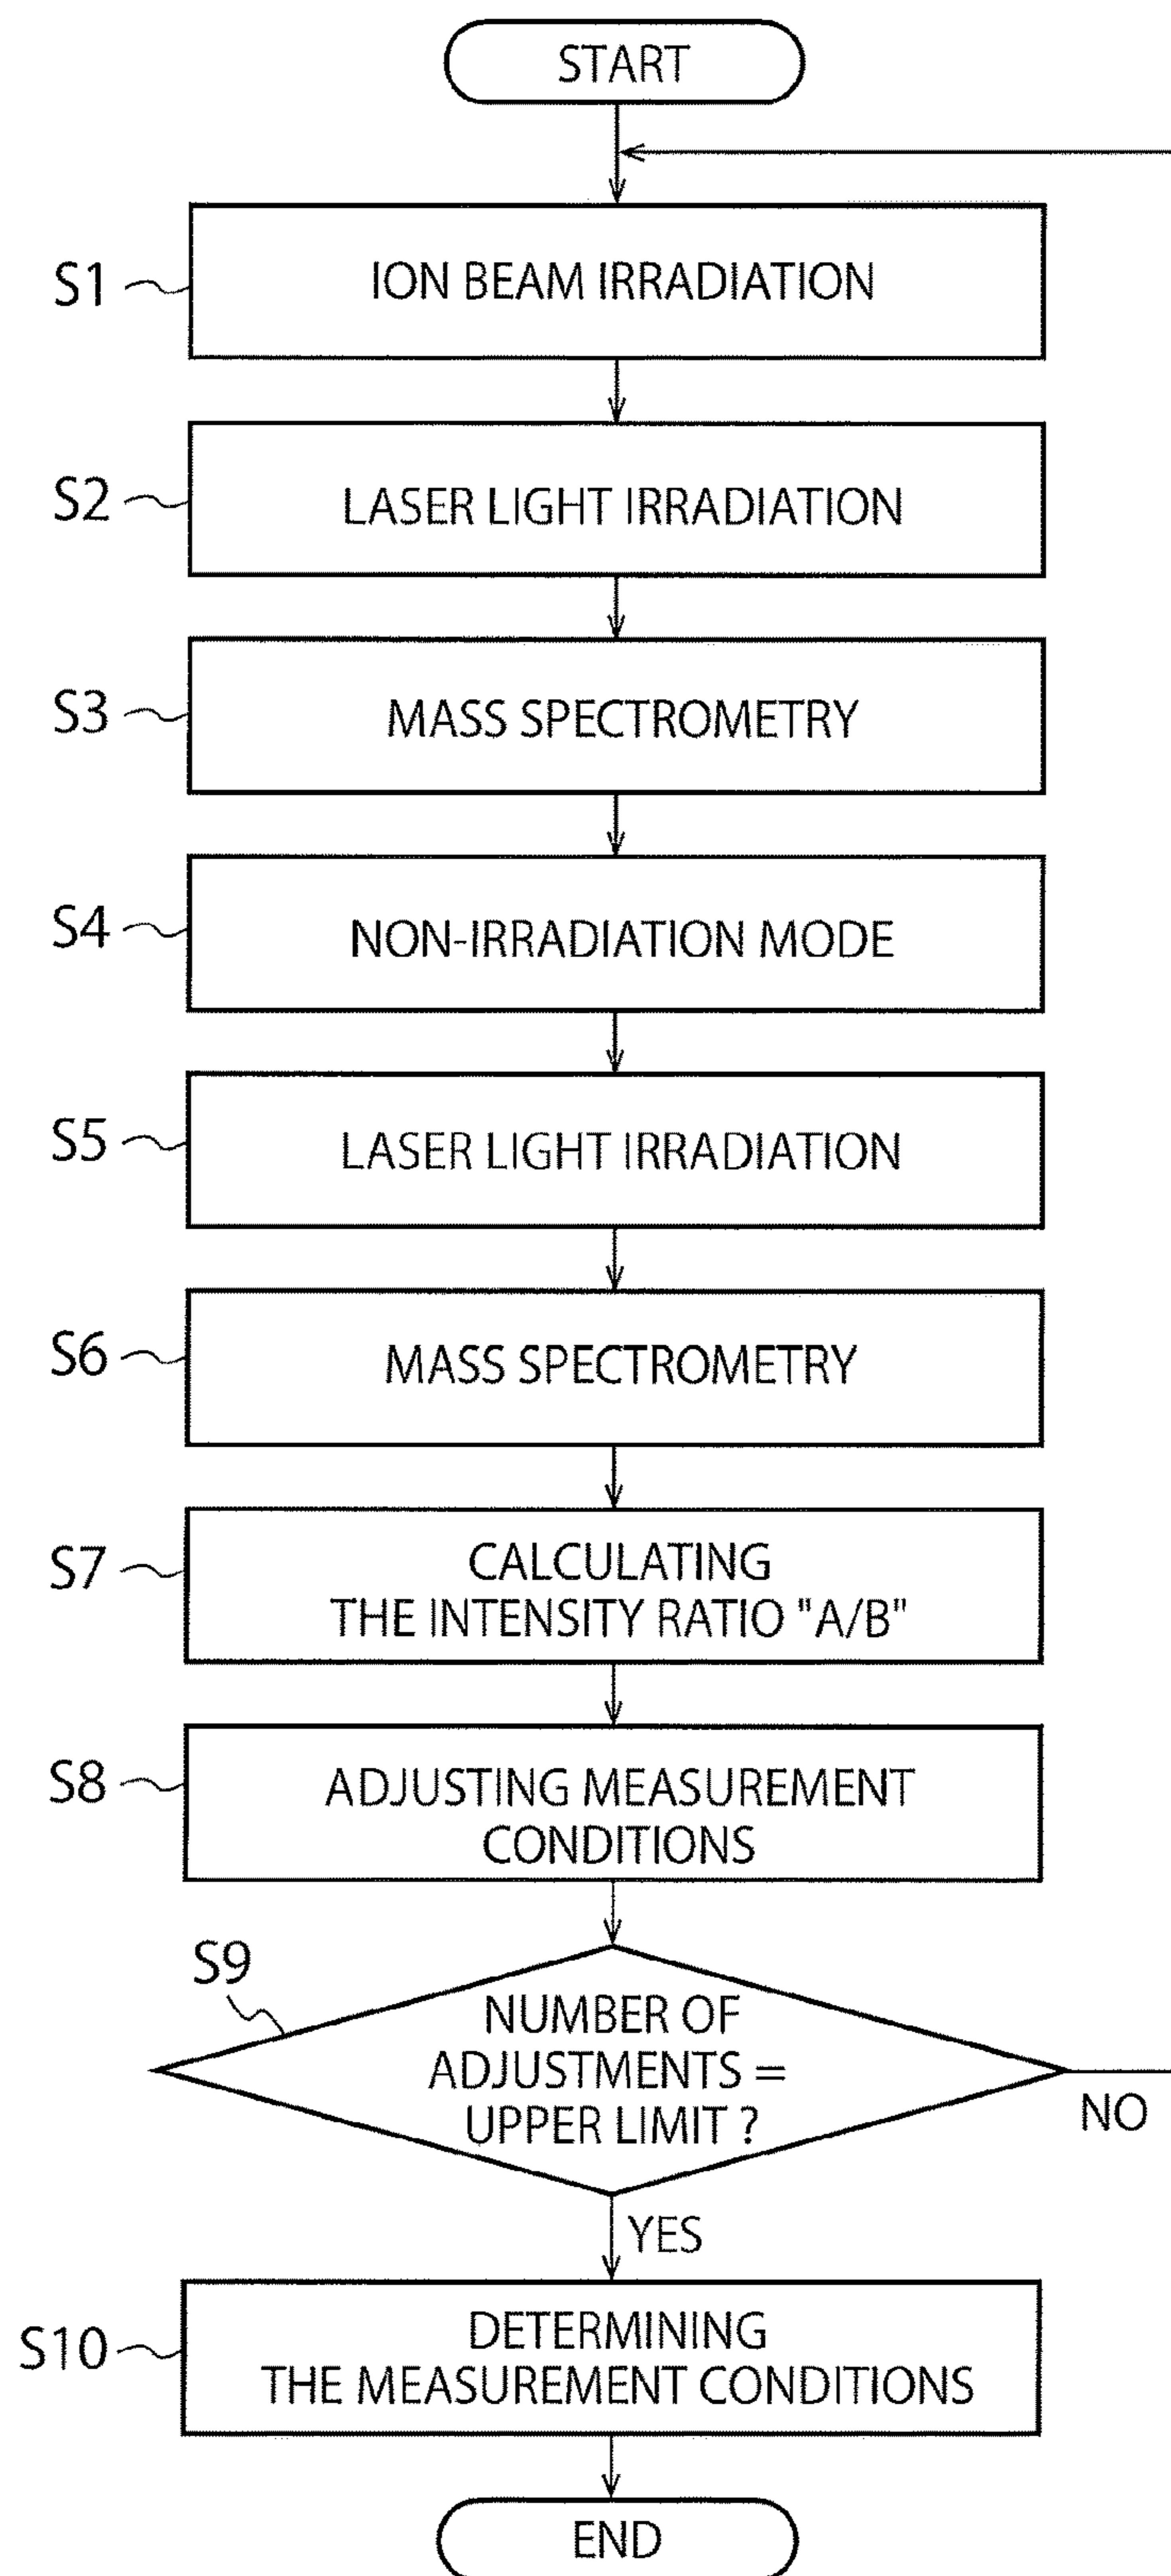 START
S1
ION BEAM IRRADIATION
S2
LASER LIGHT IRRADIATION
S3
MASS SPECTROMETRY
S4
NON-IRRADIATION MODE
S5
LASER LIGHT IRRADIATION
S6
MASS SPECTROMETRY
S7
CALCULATING
THE INTENSITY RATIO "A/B"
S8
ADJUSTING MEASUREMENT
CONDITIONS
S9
NUMBER OF
ADJUSTMENTS =
UPPER LIMIT ?
NO
YES
S10
DETERMINING
THE MEASUREMENT CONDITIONS
END